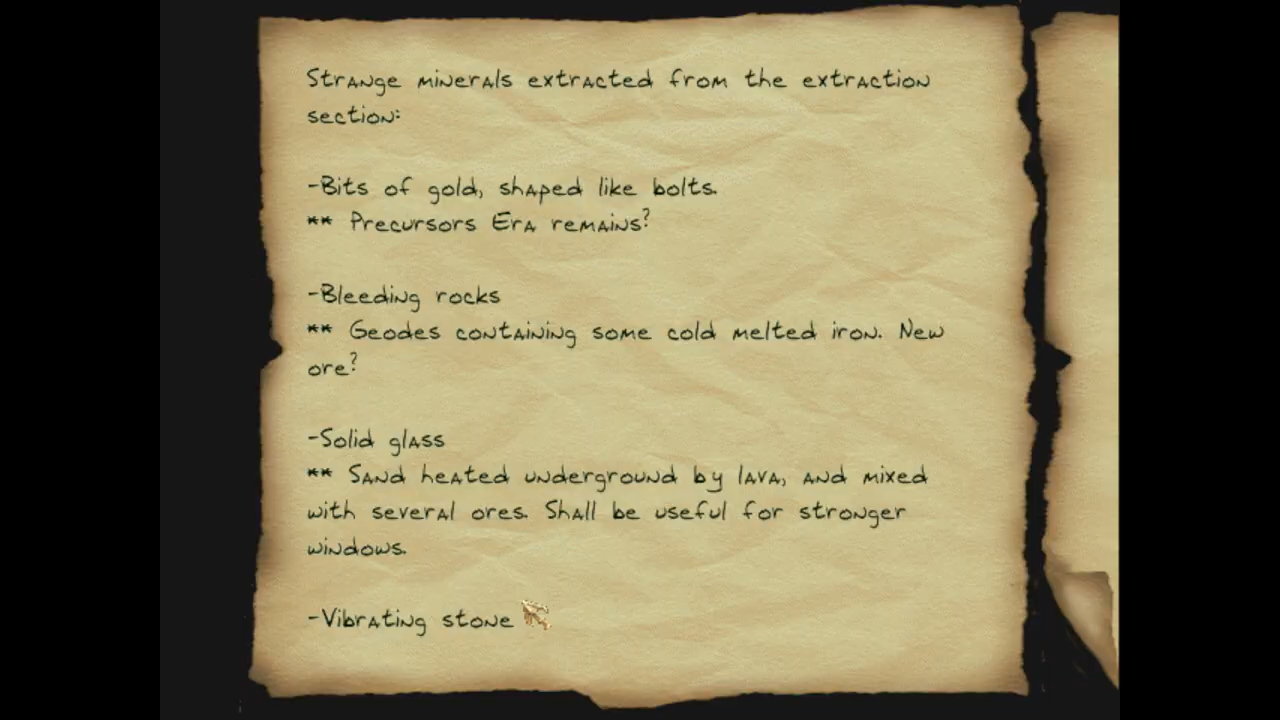 Strange minerals extracted from the extraction
section:
-Bits of gold, shaped like bolts.
** Precursors Era remains?
-Bleeding rocks
** Geodes containing some cold melted iron. New
ore?
-Solid glass
** Sand heated underground by lava, and mixed
with several ores. Shall be useful for stronger
windows.
-Vibrating stone